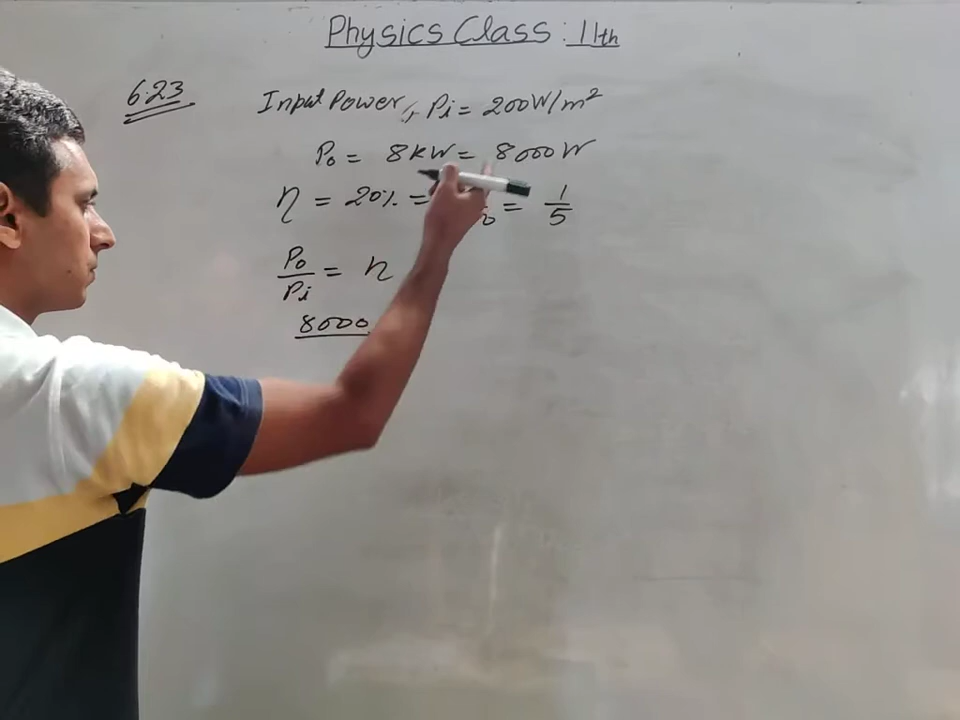 Physics Class : 11th
6.23
Input Power, Pi = 200W/m²
Po = 8kW = 8000W
η = 20% = = 1/5
Po/Pi = η
8000